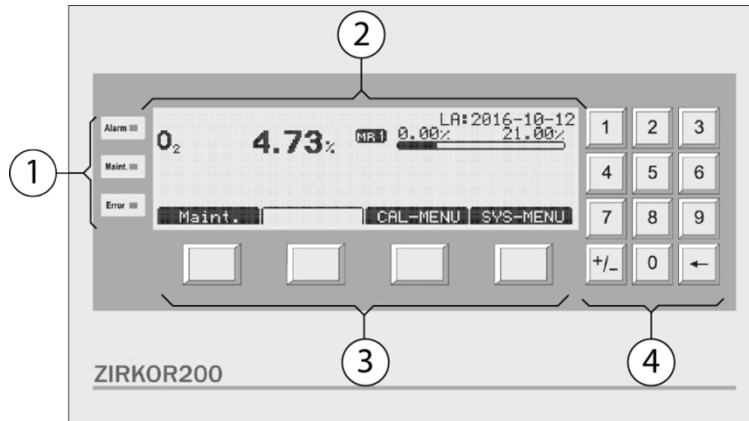 2
1
Alarm
Maint.
Error
LA:2016-10-12
O₂ 4.73% MR1 0.00% 21.00%
Maint. CAL-MENU SYS-MENU
1 2 3
4 5 6
7 8 9
+/- 0 ←
3
4
ZIRKOR200